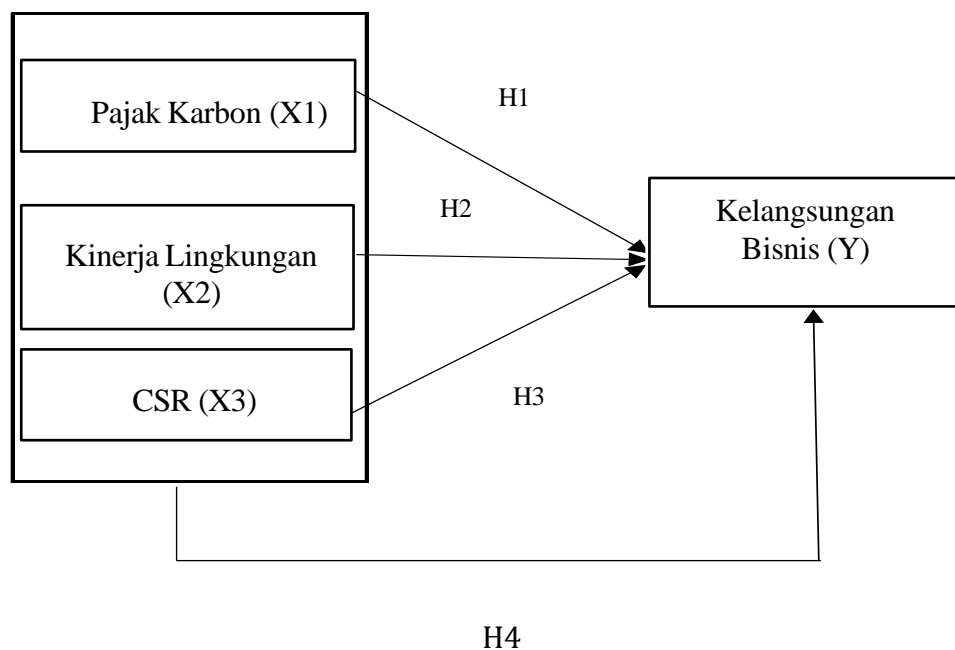 Pajak Karbon (X1)
H1
Kinerja Lingkungan
(X2)
H2
Kelangsungan
Bisnis (Y)
CSR (X3)
H3
H4